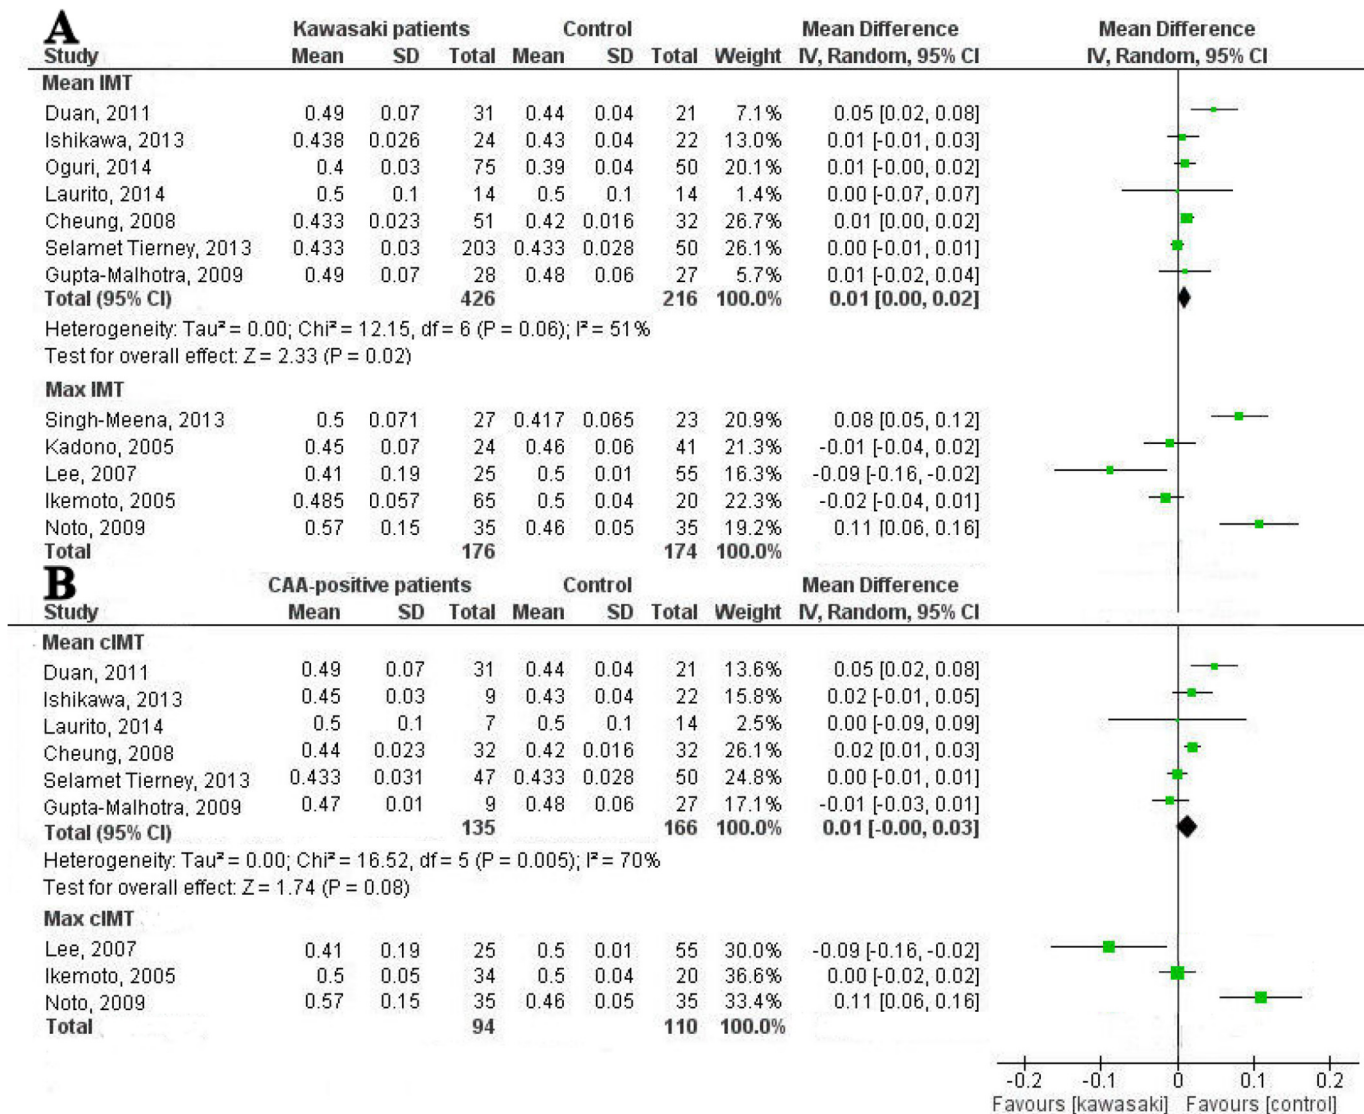 A
Kawasaki patients Control Mean Difference Mean Difference
Study Mean SD Total Mean SD Total Weight IV, Random, 95% CI IV, Random, 95% CI
Mean IMT
Duan, 2011 0.49 0.07 31 0.44 0.04 21 7.1% 0.05 [0.02, 0.08]
Ishikawa, 2013 0.438 0.026 24 0.43 0.04 22 13.0% 0.01 [-0.01, 0.03]
Oguri, 2014 0.4 0.03 75 0.39 0.04 50 20.1% 0.01 [-0.00, 0.02]
Laurito, 2014 0.5 0.1 14 0.5 0.1 14 1.4% 0.00 [-0.07, 0.07]
Cheung, 2008 0.433 0.023 51 0.42 0.016 32 26.7% 0.01 [0.00, 0.02]
Selamet Tierney, 2013 0.433 0.03 203 0.433 0.028 50 26.1% 0.00 [-0.01, 0.01]
Gupta-Malhotra, 2009 0.49 0.07 28 0.48 0.06 27 5.7% 0.01 [-0.02, 0.04]
Total (95% CI) 426 216 100.0% 0.01 [0.00, 0.02]
Heterogeneity: Tau² = 0.00; Chi² = 12.15, df = 6 (P = 0.06); I² = 51%
Test for overall effect: Z = 2.33 (P = 0.02)
Max IMT
Singh-Meena, 2013 0.5 0.071 27 0.417 0.065 23 20.9% 0.08 [0.05, 0.12]
Kadono, 2005 0.45 0.07 24 0.46 0.06 41 21.3% -0.01 [-0.04, 0.02]
Lee, 2007 0.41 0.19 25 0.5 0.01 55 16.3% -0.09 [-0.16, -0.02]
Ikemoto, 2005 0.485 0.057 65 0.5 0.04 20 22.3% -0.02 [-0.04, 0.01]
Noto, 2009 0.57 0.15 35 0.46 0.05 35 19.2% 0.11 [0.06, 0.16]
Total 176 174 100.0%
B
CAA-positive patients Control Mean Difference
Study Mean SD Total Mean SD Total Weight IV, Random, 95% CI
Mean cIMT
Duan, 2011 0.49 0.07 31 0.44 0.04 21 13.6% 0.05 [0.02, 0.08]
Ishikawa, 2013 0.45 0.03 9 0.43 0.04 22 15.8% 0.02 [-0.01, 0.05]
Laurito, 2014 0.5 0.1 7 0.5 0.1 14 2.5% 0.00 [-0.09, 0.09]
Cheung, 2008 0.44 0.023 32 0.42 0.016 32 26.1% 0.02 [0.01, 0.03]
Selamet Tierney, 2013 0.433 0.031 47 0.433 0.028 50 24.8% 0.00 [-0.01, 0.01]
Gupta-Malhotra, 2009 0.47 0.01 9 0.48 0.06 27 17.1% -0.01 [-0.03, 0.01]
Total (95% CI) 135 166 100.0% 0.01 [-0.00, 0.03]
Heterogeneity: Tau² = 0.00; Chi² = 16.52, df = 5 (P = 0.005); I² = 70%
Test for overall effect: Z = 1.74 (P = 0.08)
Max cIMT
Lee, 2007 0.41 0.19 25 0.5 0.01 55 30.0% -0.09 [-0.16, -0.02]
Ikemoto, 2005 0.5 0.05 34 0.5 0.04 20 36.6% 0.00 [-0.02, 0.02]
Noto, 2009 0.57 0.15 35 0.46 0.05 35 33.4% 0.11 [0.06, 0.16]
Total 94 110 100.0%
-0.2 -0.1 0 0.1 0.2
Favours [kawasaki] Favours [control]